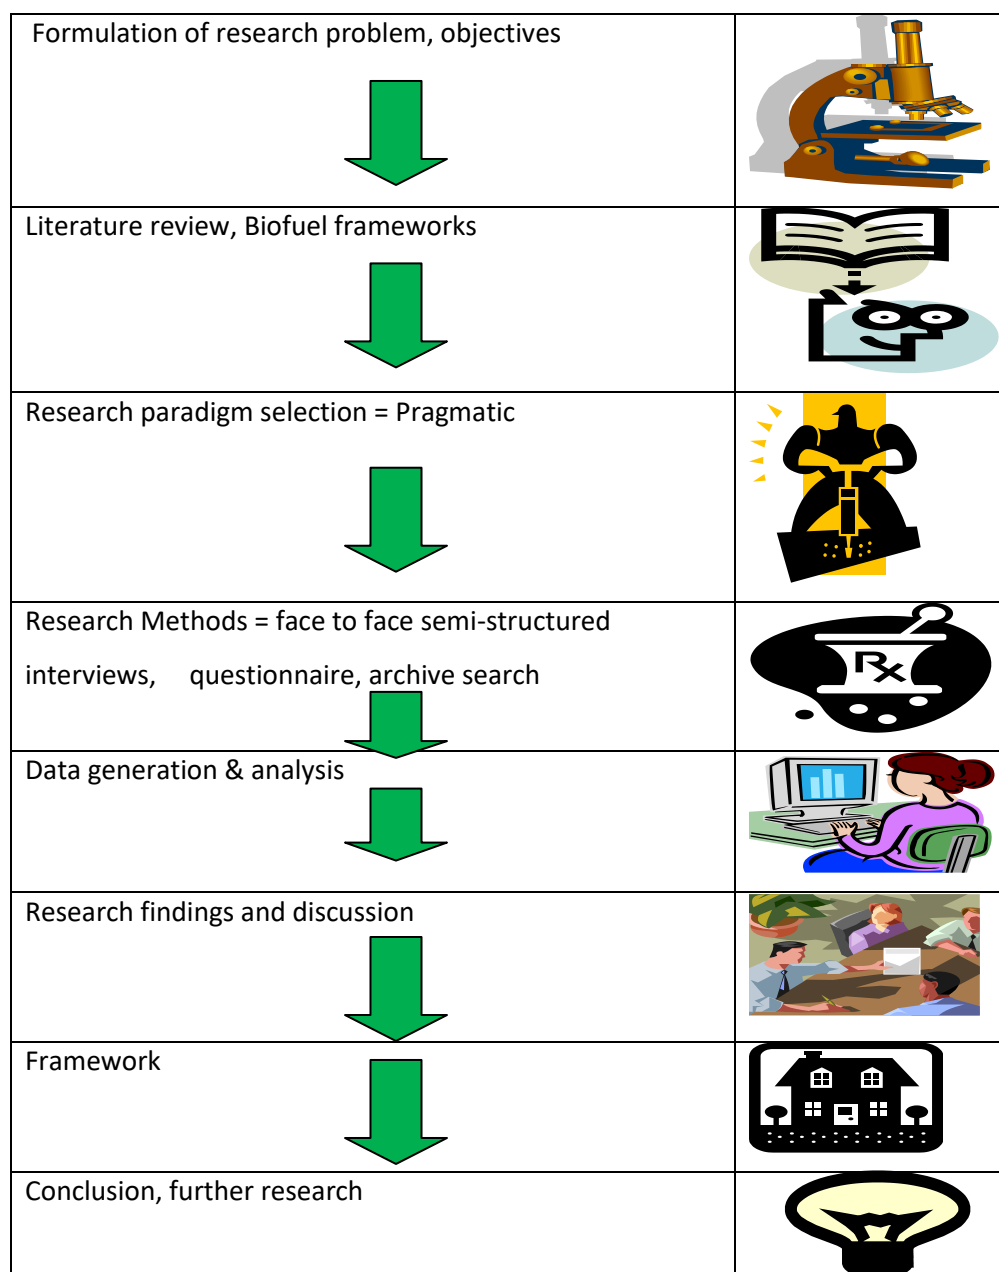 Formulation of research problem, objectives
Literature review, Biofuel frameworks
Research paradigm selection = Pragmatic
Research Methods = face to face semi-structured
interviews, questionnaire, archive search
Rx
Data generation & analysis
Research findings and discussion
Framework
Conclusion, further research